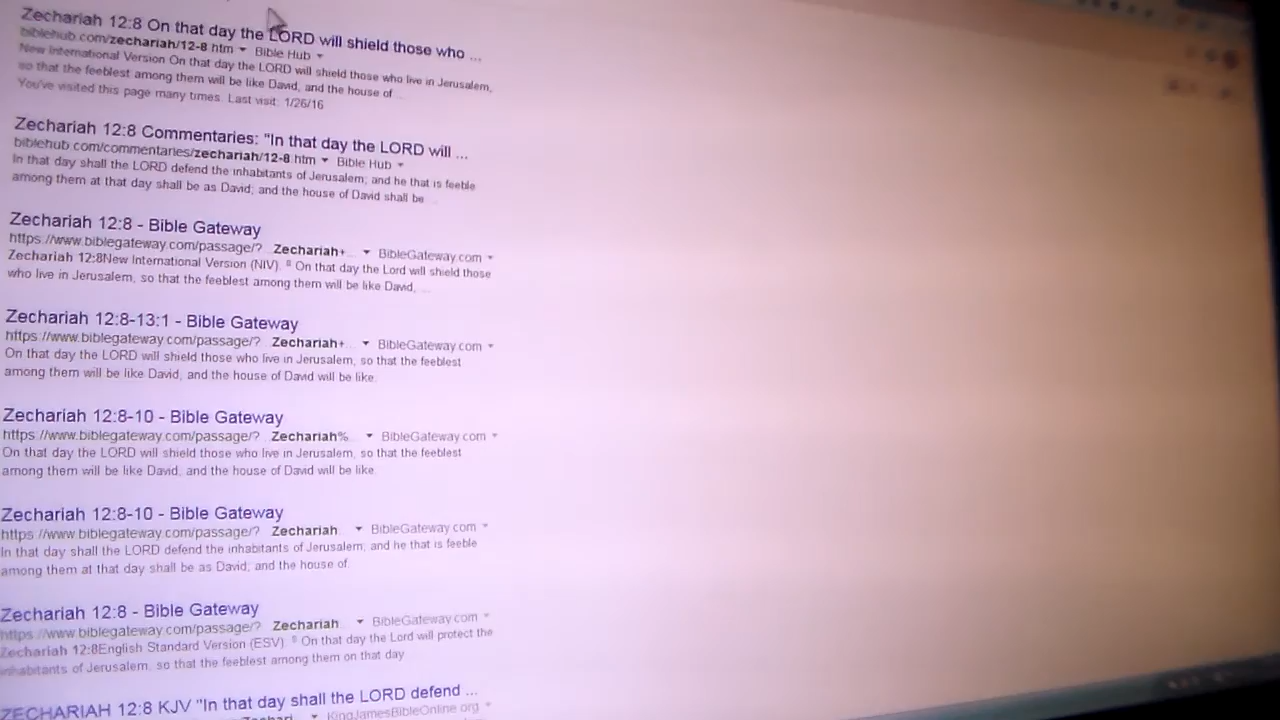 Zechariah 12:8 On that day the LORD will shield those who ...
biblehub.com/zechariah/12-8.htm Bible Hub
New International Version On that day the LORD will shield those who live in Jerusalem,
so that the feeblest among them will be like David, and the house of
You've visited this page many times. Last visit: 1/26/16
Zechariah 12:8 Commentaries: "In that day the LORD will ...
biblehub.com/commentaries/zechariah/12-8.htm Bible Hub
In that day shall the LORD defend the inhabitants of Jerusalem; and he that is feeble
among them at that day shall be as David; and the house of David shall be ...
Zechariah 12:8 - Bible Gateway
https://www.biblegateway.com/passage/? Zechariah+... BibleGateway.com
Zechariah 12:8New International Version (NIV). 8 On that day the Lord will shield those
who live in Jerusalem, so that the feeblest among them will be like David, ...
Zechariah 12:8-13:1 - Bible Gateway
https://www.biblegateway.com/passage/? Zechariah+... BibleGateway.com
On that day the LORD will shield those who live in Jerusalem, so that the feeblest
among them will be like David, and the house of David will be like
Zechariah 12:8-10 - Bible Gateway
https://www.biblegateway.com/passage/? Zechariah%... BibleGateway.com
On that day the LORD will shield those who live in Jerusalem, so that the feeblest
among them will be like David, and the house of David will be like
Zechariah 12:8-10 - Bible Gateway
https://www.biblegateway.com/passage/? Zechariah BibleGateway.com
In that day shall the LORD defend the inhabitants of Jerusalem; and he that is feeble
among them at that day shall be as David; and the house of
Zechariah 12:8 - Bible Gateway
https://www.biblegateway.com/passage/? Zechariah BibleGateway.com
Zechariah 12:8English Standard Version (ESV). 8 On that day the Lord will protect the
inhabitants of Jerusalem, so that the feeblest among them on that day
ZECHARIAH 12:8 KJV "In that day shall the LORD defend ...
KingJamesBibleOnline.org